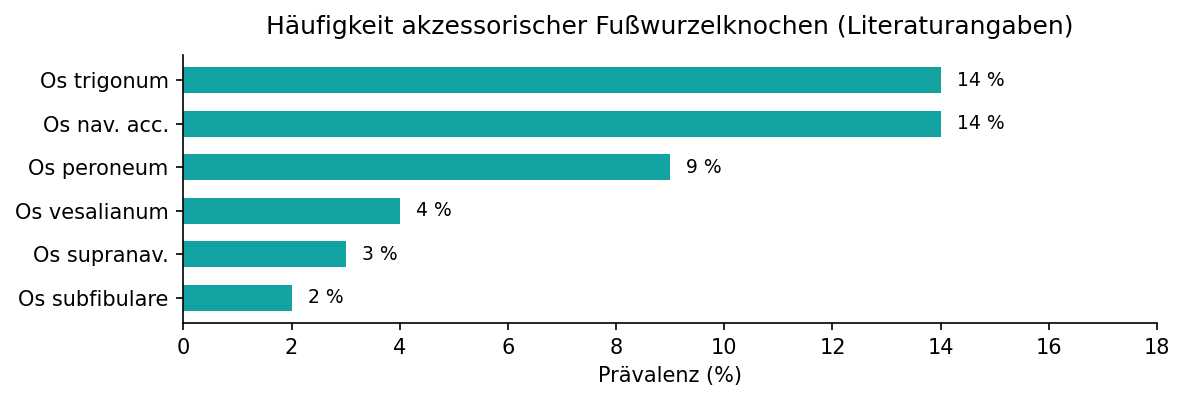 Häufigkeit akzessorischer Fußwurzelknochen (Literaturangaben)
Os trigonum 14 %
Os nav. acc. 14 %
Os peroneum 9 %
Os vesalianum 4 %
Os supranav. 3 %
Os subfibulare 2 %
0 2 4 6 8 10 12 14 16 18
Prävalenz (%)